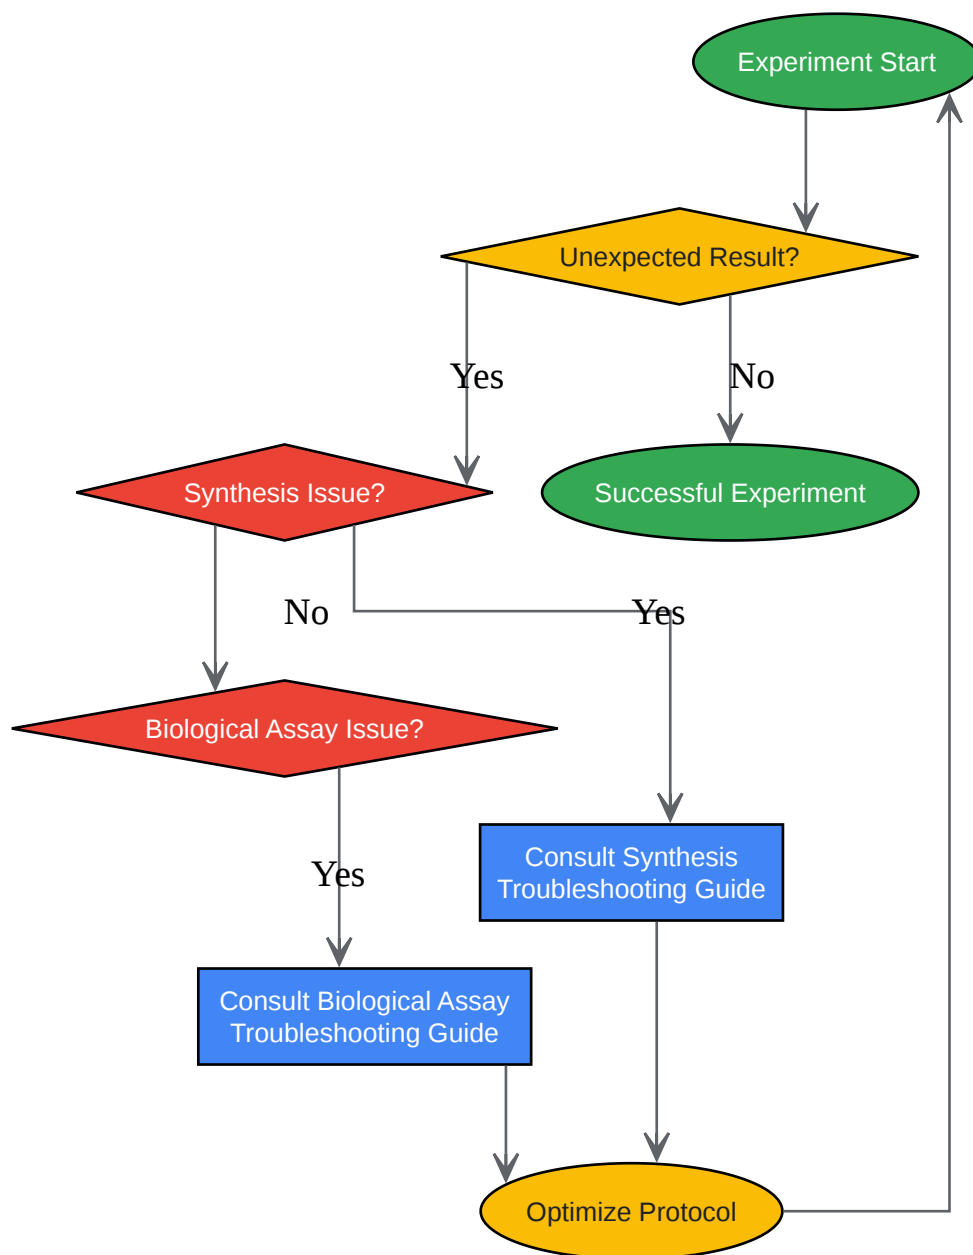 Experiment Start
Unexpected Result?
Yes
No
Synthesis Issue?
Successful Experiment
No
Yes
Biological Assay Issue?
Consult Synthesis
Troubleshooting Guide
Yes
Consult Biological Assay
Troubleshooting Guide
Optimize Protocol